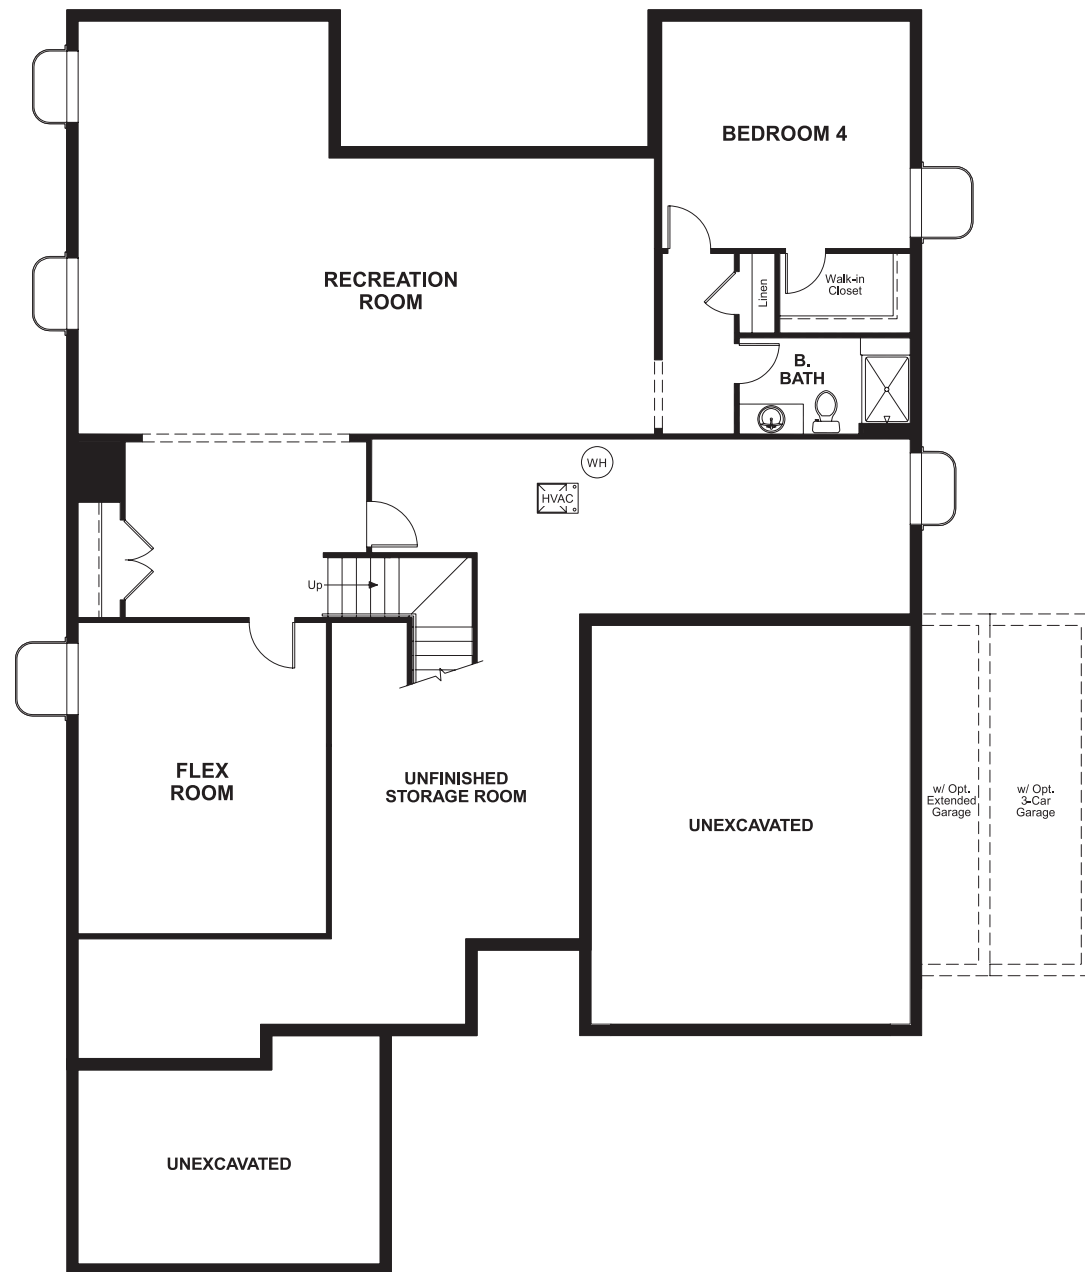 BEDROOM 4
RECREATION
ROOM
Walk-in
Closet
Linen
B.
BATH
WH
HVAC
Up
FLEX
ROOM
UNFINISHED
STORAGE ROOM
UNEXCAVATED
w/ Opt.
Extended
Garage
w/ Opt.
3-Car
Garage
UNEXCAVATED